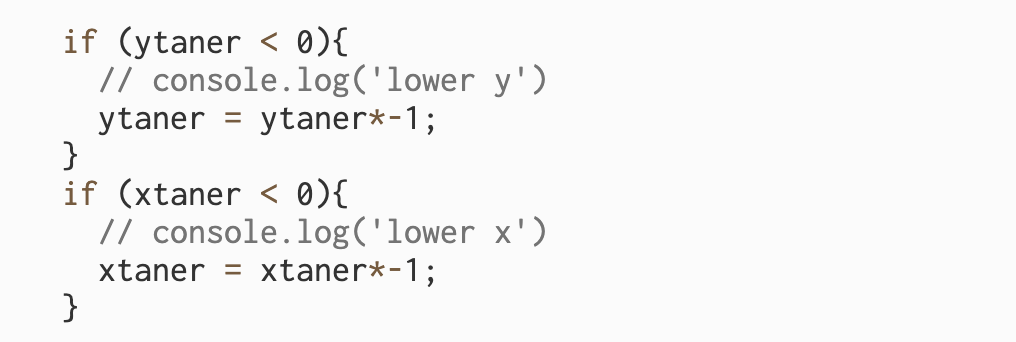 if (ytaner < 0){
  // console.log('lower y')
  ytaner = ytaner*-1;
}
if (xtaner < 0){
  // console.log('lower x')
  xtaner = xtaner*-1;
}